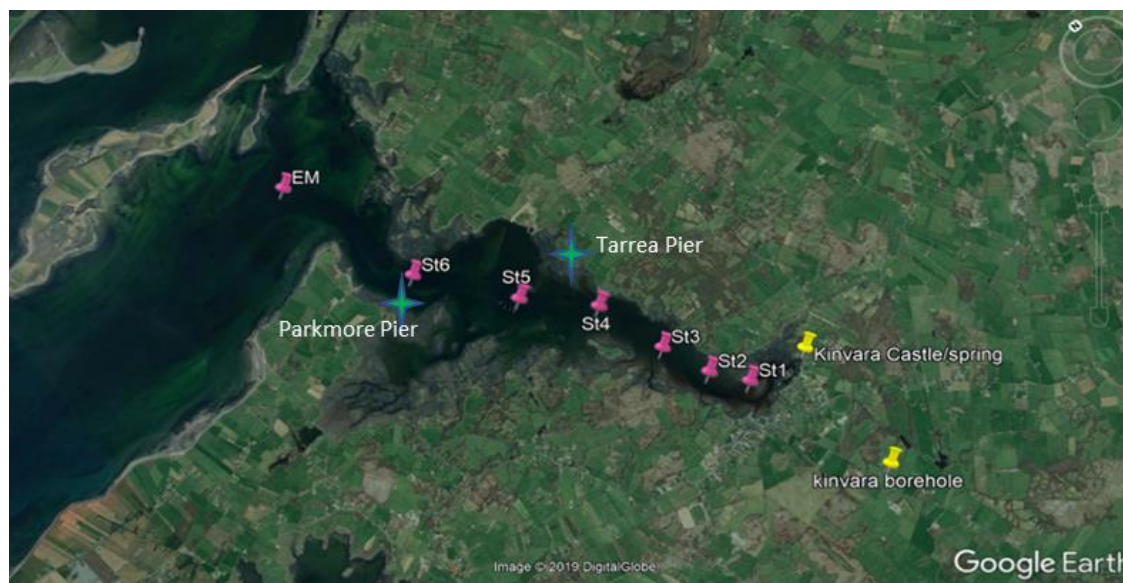 EM
Tarrea Pier
St6
St5
Parkmore Pier
St4
St3
Kinvara Castle/spring
St2
St1
kinvara borehole
Image © 2019 DigitalGlobe
Google Earth